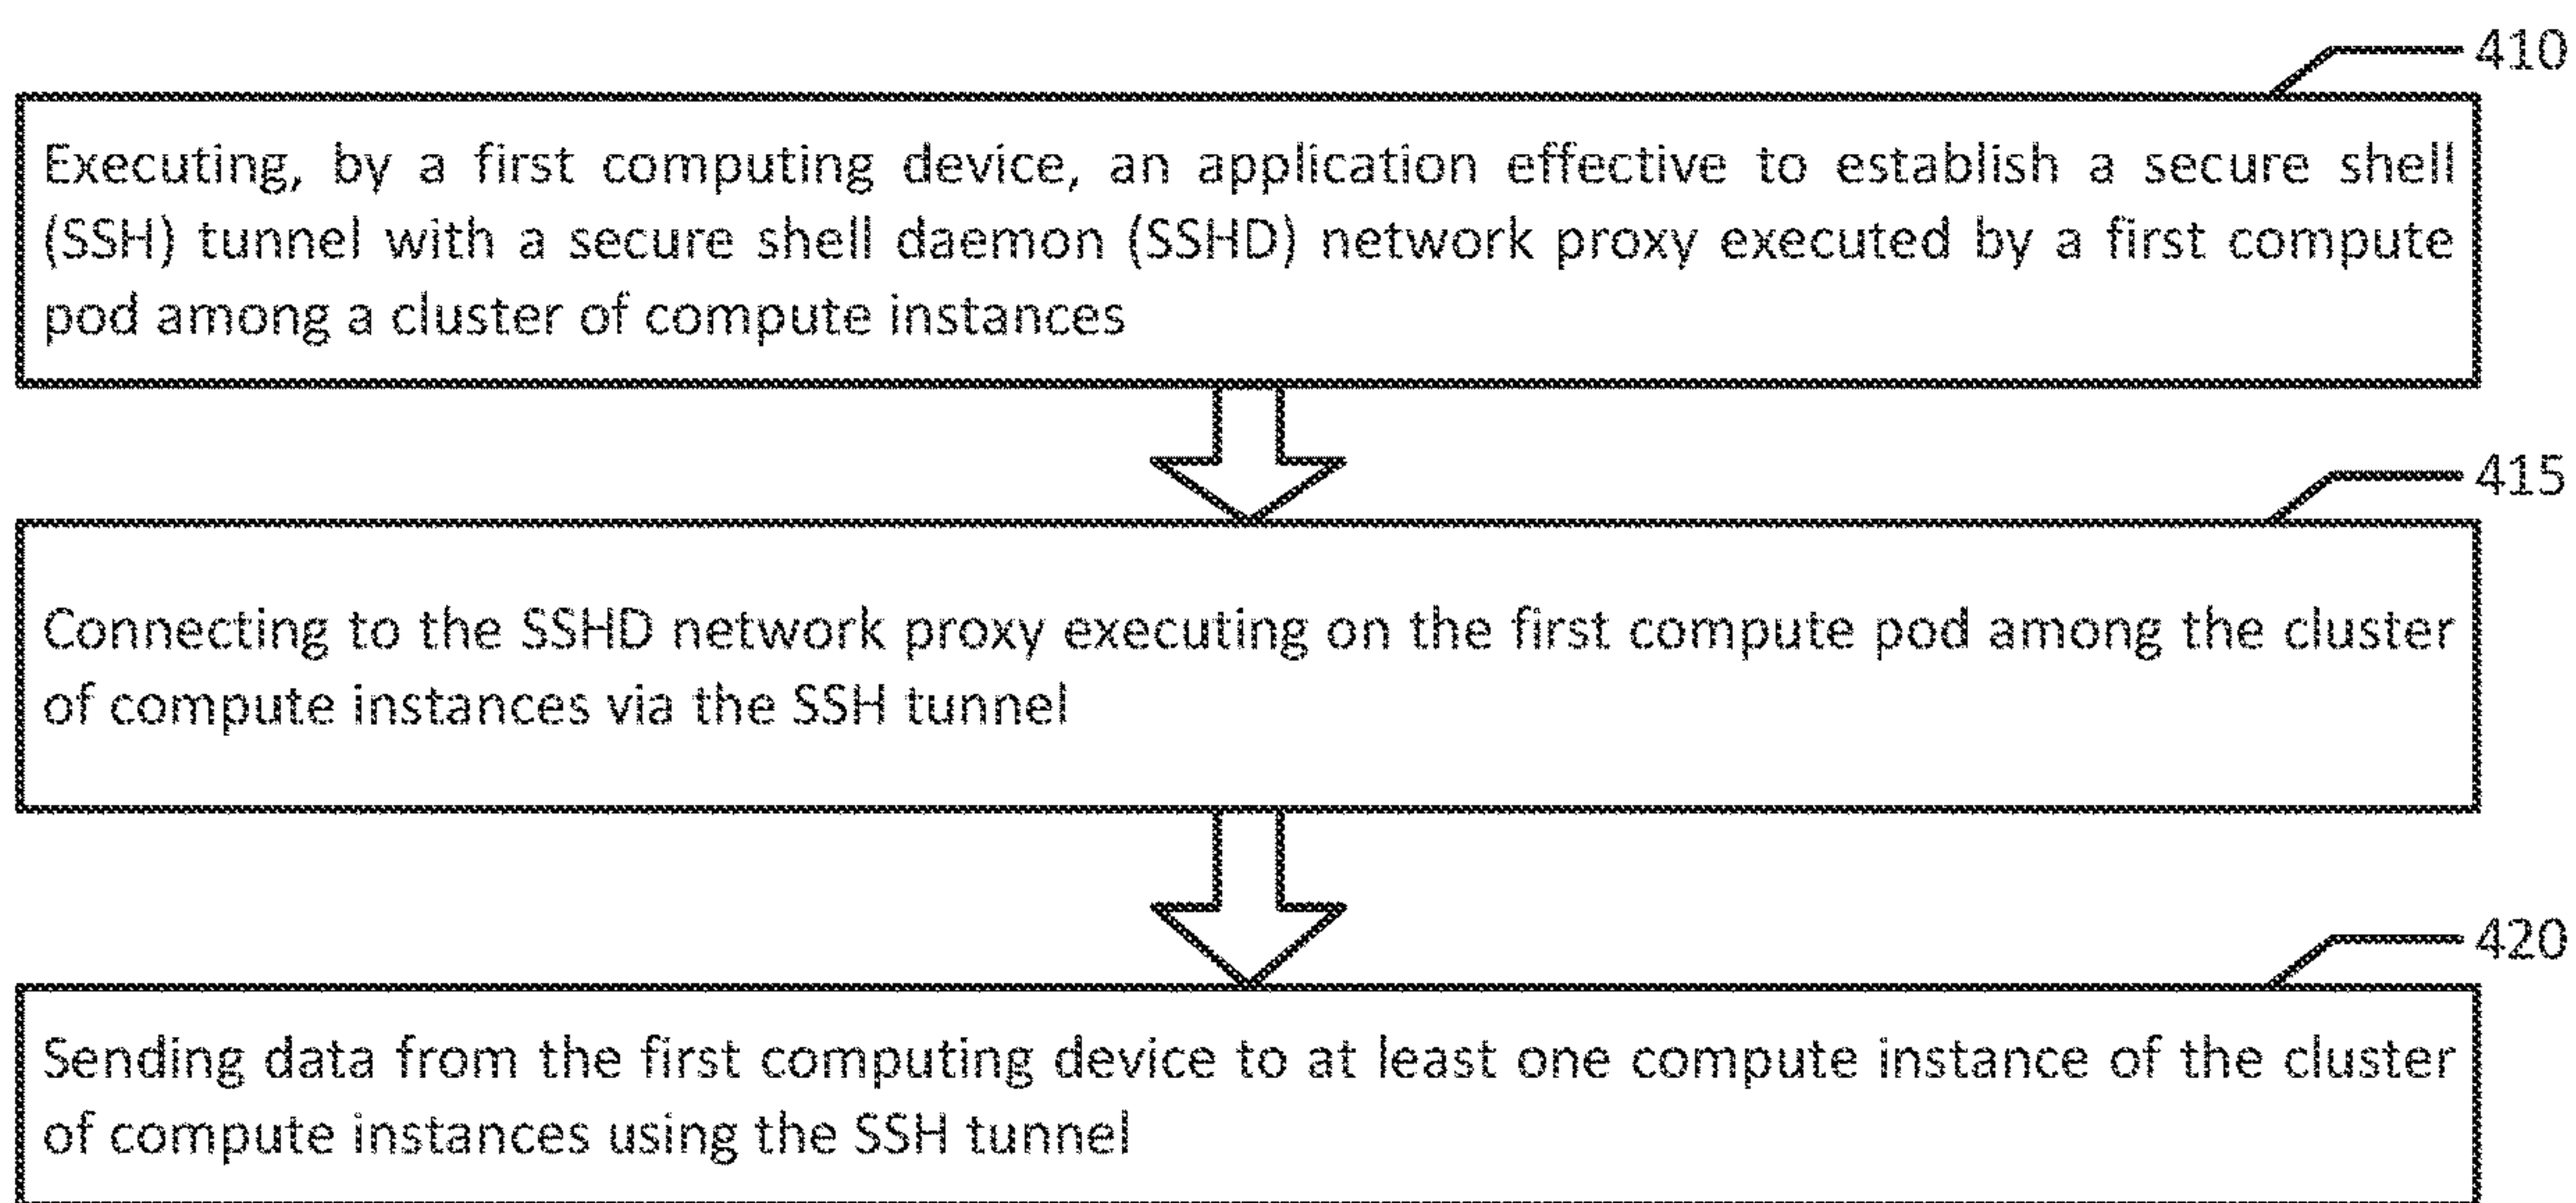 410
Executing, by a first computing device, an application effective to establish a secure shell
(SSH) tunnel with a secure shell daemon (SSHD) network proxy executed by a first compute
pod among a cluster of compute instances
415
Connecting to the SSHD network proxy executing on the first compute pod among the cluster
of compute instances via the SSH tunnel
420
Sending data from the first computing device to at least one compute instance of the cluster
of compute instances using the SSH tunnel